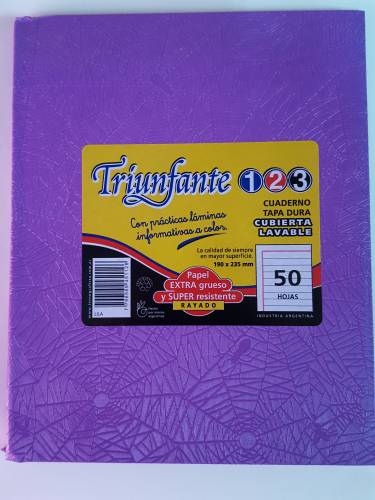 Triunfante 1 2 3
Con prácticas láminas
informativas a color.
CUADERNO
TAPA DURA
CUBIERTA
LAVABLE
La calidad de siempre
en mayor superficie.
190 x 235 mm
Papel
EXTRA grueso
y SUPER resistente
RAYADO
50
HOJAS
INDUSTRIA ARGENTINA